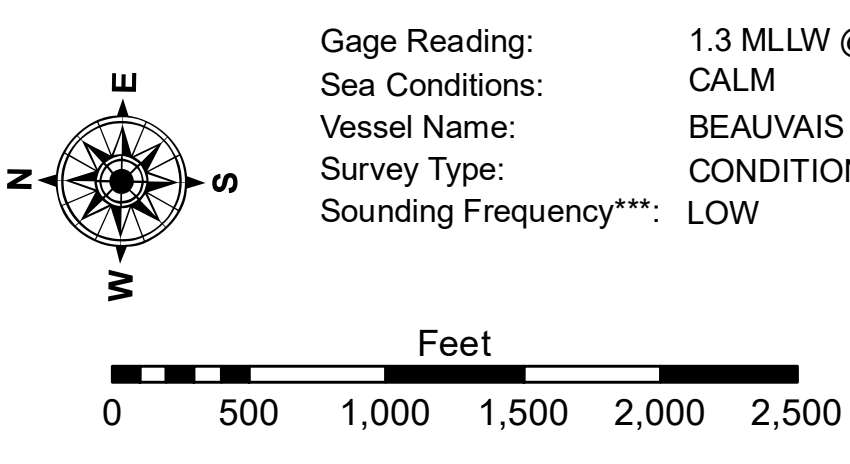 E
N
S
W
Gage Reading: 1.3 MLLW @
Sea Conditions: CALM
Vessel Name: BEAUVAIS
Survey Type: CONDITION
Sounding Frequency***: LOW
Feet
0 500 1,000 1,500 2,000 2,500